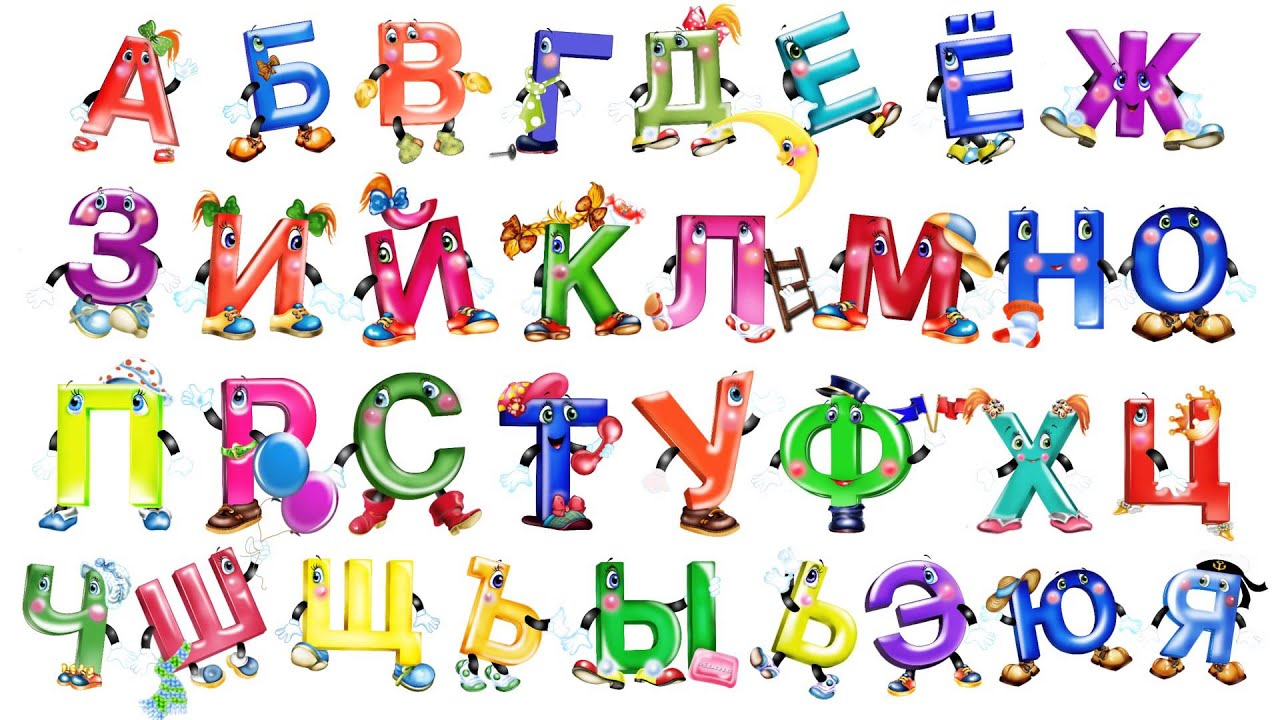 А Б В Г Д Е Ё Ж
З И Й К Л М Н О
П Р С Т У Ф Х Ц
Ч Ш Щ Ъ Ы Ь Э Ю Я